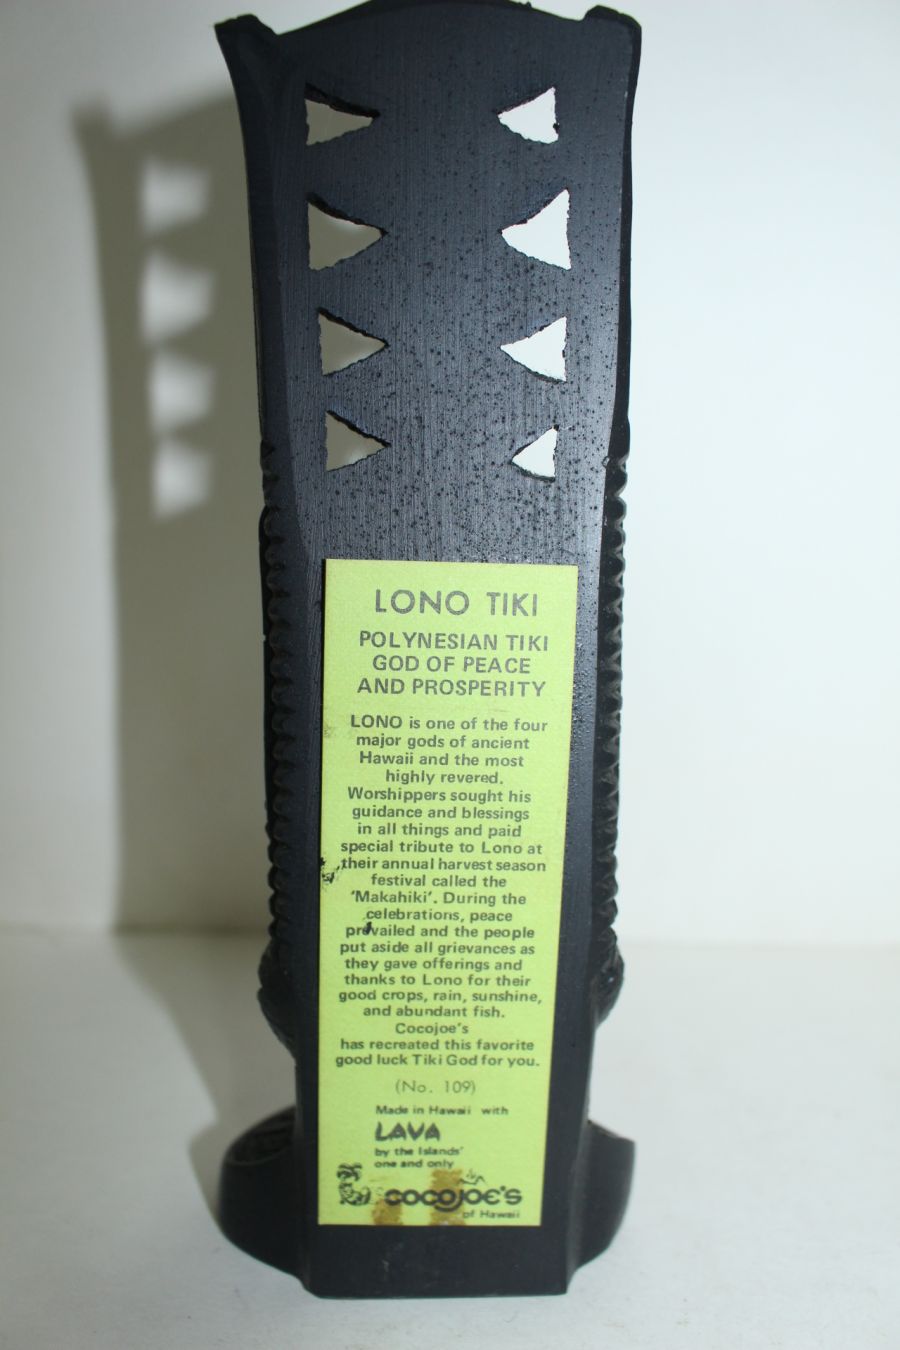 LONO TIKI
POLYNESIAN TIKI
GOD OF PEACE
AND PROSPERITY
LONO is one of the four
major gods of ancient
Hawaii and the most
highly revered.
Worshippers sought his
guidance and blessings
in all things and paid
special tribute to Lono at
their annual harvest season
festival called the
'Makahiki'. During the
celebrations, peace
prevailed and the people
put aside all grievances as
they gave offerings and
thanks to Lono for their
good crops, rain, sunshine,
and abundant fish.
Cocojoe's
has recreated this favorite
good luck Tiki God for you.
(No. 109)
Made in Hawaii with
LAVA
by the Islands'
one and only
COCOJOE'S
of Hawaii